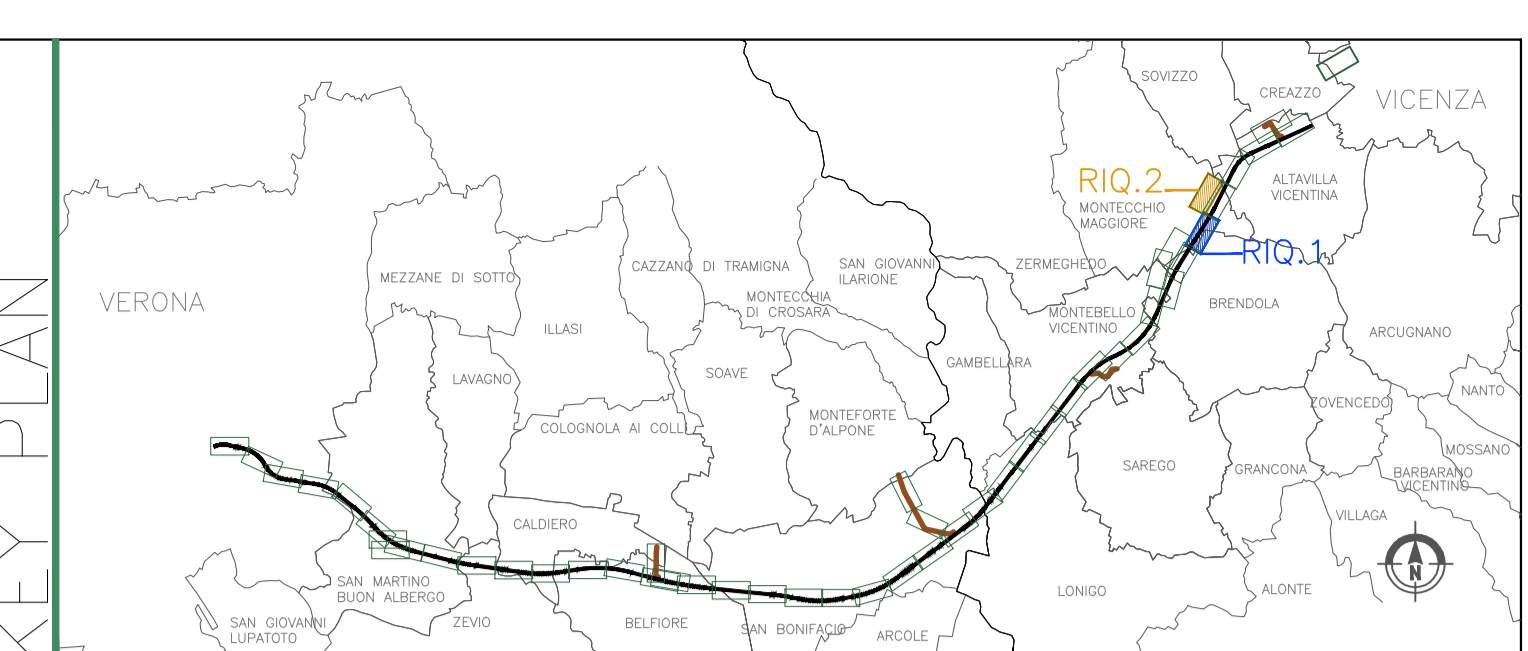 KEY PLAN
SOVIZZO
CREAZZO
VICENZA
RIQ.2
MONTECCHIO
MAGGIORE
ALTAVILLA
VICENTINA
RIQ.1
MEZZANE DI SOTTO
CAZZANO DI TRAMIGNA
SAN GIOVANNI
ILARIONE
ZERMEGHEDO
VERONA
MONTECCHIA
DI CROSARA
BRENDOLA
MONTEBELLO
VICENTINO
ILLASI
ARCUGNANO
GAMBELLARA
LAVAGNO
SOAVE
NANTO
ZOVENCEDO
MONTEFORTE
D'ALPONE
COLOGNOLA AI COLLI
MOSSANO
SAREGO
GRANCONA
BARBARANO
VICENTINO
VILLAGA
CALDIERO
N
SAN MARTINO
BUON ALBERGO
LONIGO
ALONTE
SAN GIOVANNI
LUPATOTO
ZEVIO
BELFIORE
SAN BONIFACIO
ARCOLE